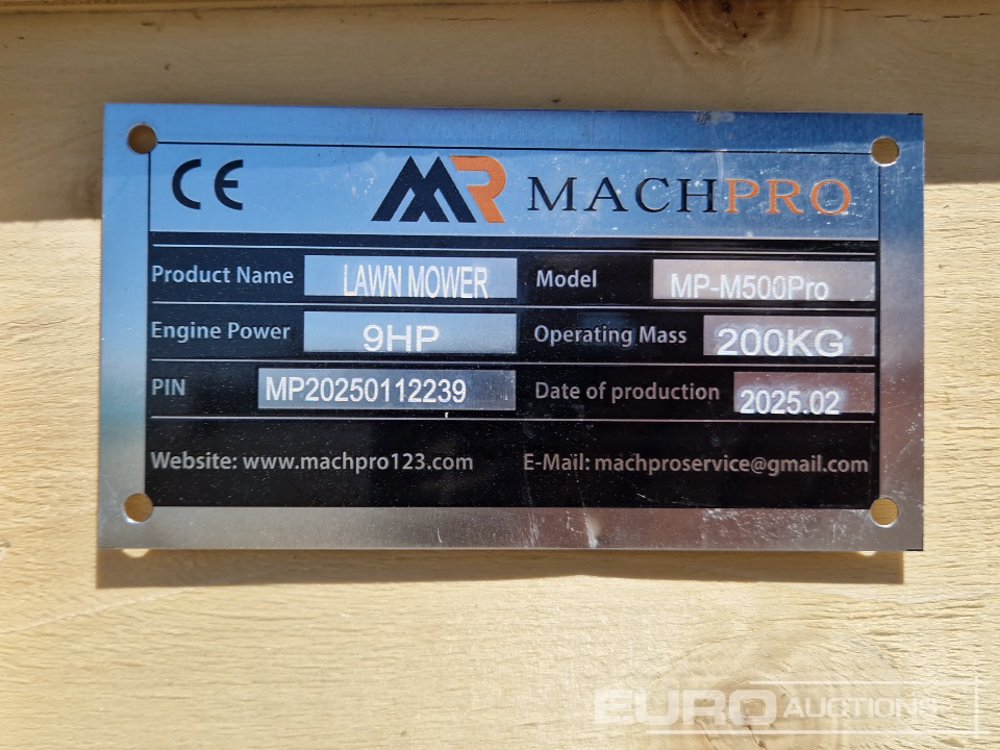 CE MR MACHPRO
Product Name LAWN MOWER Model MP-M500Pro
Engine Power 9HP Operating Mass 200KG
PIN MP20250112239 Date of production 2025.02
Website: www.machpro123.com E-Mail: machproservice@gmail.com
EURO AUCTIONS